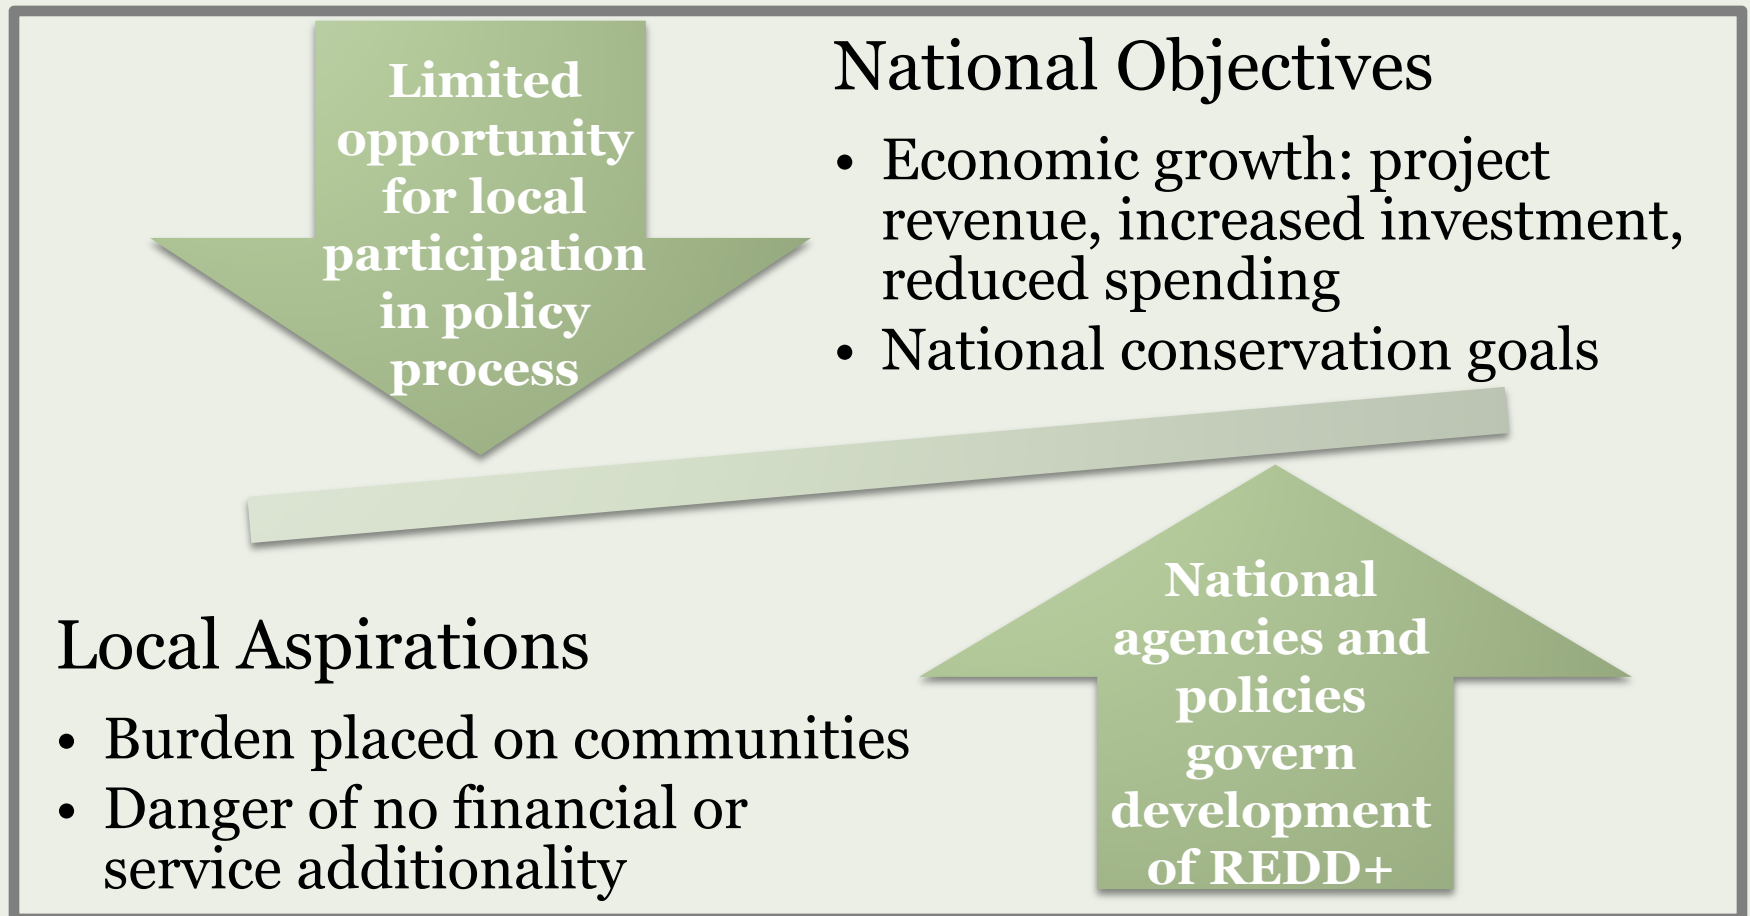 Limited
opportunity
for local
participation
in policy
process
National Objectives
• Economic growth: project
revenue, increased investment,
reduced spending
• National conservation goals
Local Aspirations
• Burden placed on communities
• Danger of no financial or
service additionality
National
agencies and
policies
govern
development
of REDD+